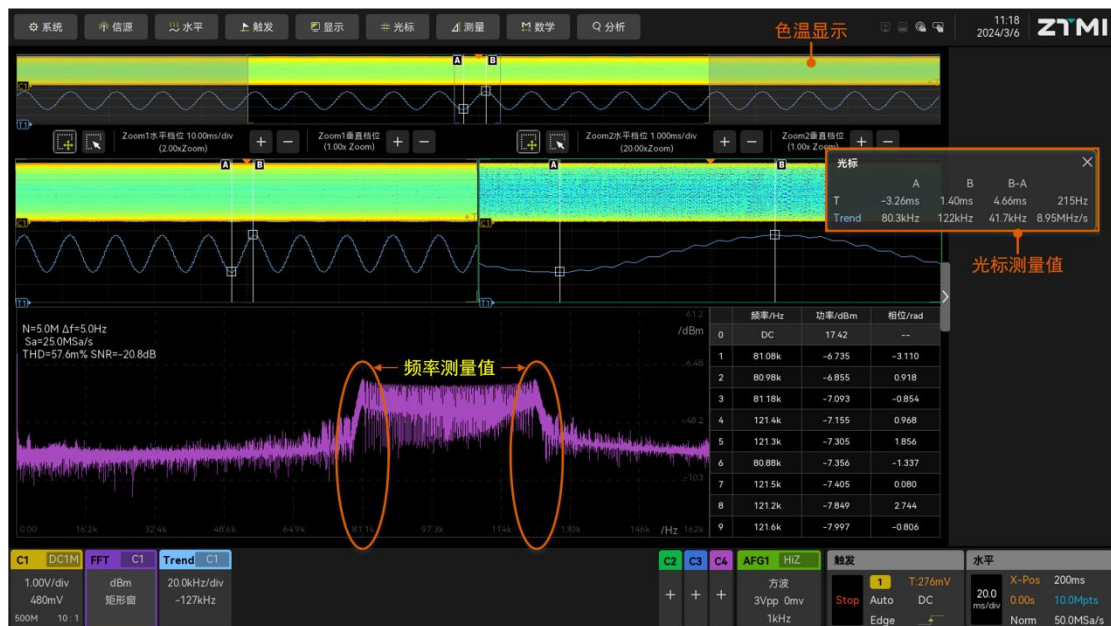 系统 信源 水平 触发 显示 光标 测量 数学 分析 11:18 2024/3/6 ZTMI
色温显示
C1
A B
T1
Zoom1水平档位 10.00ms/div (2.00xZoom) + −
Zoom1垂直档位 (1.00x Zoom) + −
Zoom2水平档位 1.000ms/div (20.00xZoom) + −
Zoom2垂直档位 (1.00x Zoom) + −
A B
A B
C1
T1
T1
光标 ×
A B B-A
T -3.26ms 1.40ms 4.66ms 215Hz
Trend 80.3kHz 122kHz 41.7kHz 8.95MHz/s
光标测量值
N=5.0M Δf=5.0Hz
Sa=25.0MSa/s
THD=57.6m% SNR=-20.8dB
频率测量值
61.2
/dBm
6.48
-48.2
-103
0.00 16.2k 32.4k 48.6k 64.9k 81.1k 97.3k 114k 130k 146k /Hz 162k
频率/Hz 功率/dBm 相位/rad
0 DC 17.42 --
1 81.08k -6.735 -3.110
2 80.98k -6.855 0.918
3 81.18k -7.093 -0.854
4 121.4k -7.155 0.968
5 121.3k -7.305 1.856
6 80.88k -7.356 -1.337
7 121.5k -7.405 0.080
8 121.2k -7.849 2.744
9 121.6k -7.997 -0.806
C1 DC1M
1.00V/div
480mV
500M 10:1
FFT C1
dBm
矩形窗
Trend C1
20.0kHz/div
-127kHz
C2 C3 C4
+ + +
AFG1 HiZ
方波
3Vpp 0mv
1kHz
触发
Stop
1 T:276mV
Auto DC
Edge
水平
20.0 ms/div
X-Pos 200ms
0.00s 10.0Mpts
Norm 50.0MSa/s